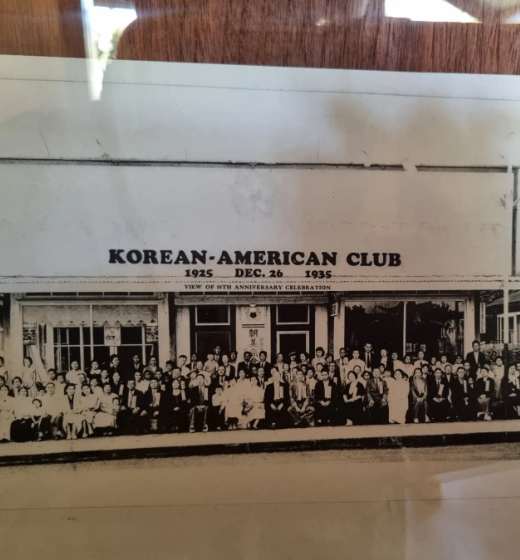 KOREAN-AMERICAN CLUB
1925 DEC. 26 1935
VIEW OF 10TH ANNIVERSARY CELEBRATION